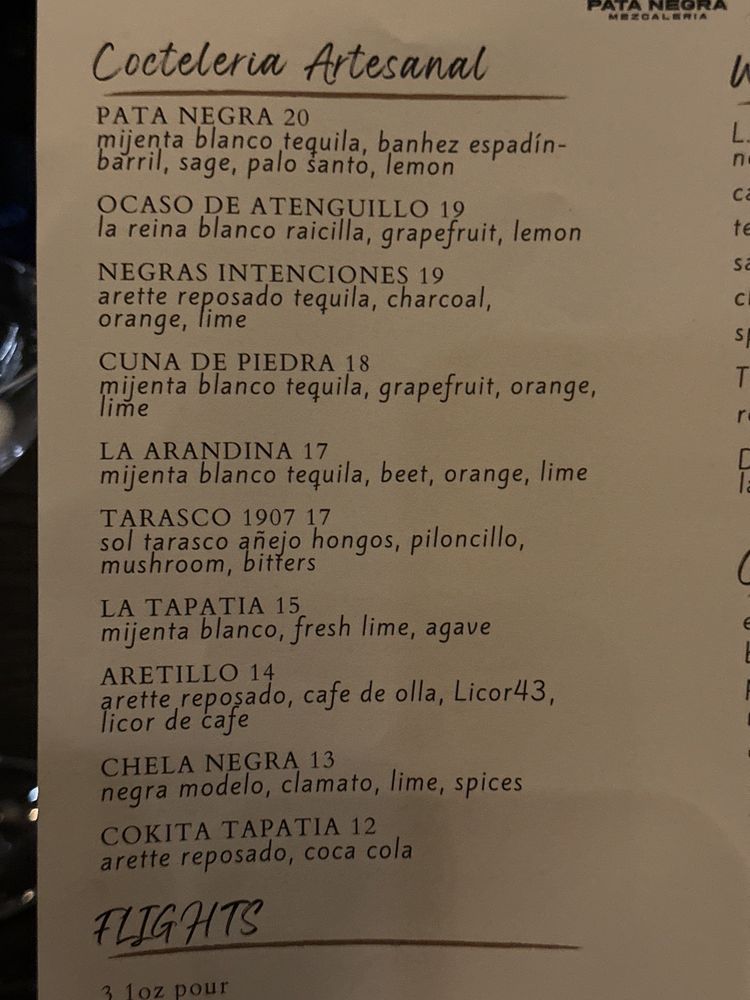 PATA NEGRA
MEZCALERIA
Cocteleria Artesanal
PATA NEGRA 20
mijenta blanco tequila, banhez espadín-
barril, sage, palo santo, lemon
OCASO DE ATENGUILLO 19
la reina blanco raicilla, grapefruit, lemon
NEGRAS INTENCIONES 19
arette reposado tequila, charcoal,
orange, lime
CUNA DE PIEDRA 18
mijenta blanco tequila, grapefruit, orange,
lime
LA ARANDINA 17
mijenta blanco tequila, beet, orange, lime
TARASCO 1907 17
sol tarasco añejo hongos, piloncillo,
mushroom, bitters
LA TAPATIA 15
mijenta blanco, fresh lime, agave
ARETILLO 14
arette reposado, cafe de olla, Licor43,
licor de cafe
CHELA NEGRA 13
negra modelo, clamato, lime, spices
COKITA TAPATIA 12
arette reposado, coca cola
FLIGHTS
3 1oz pour